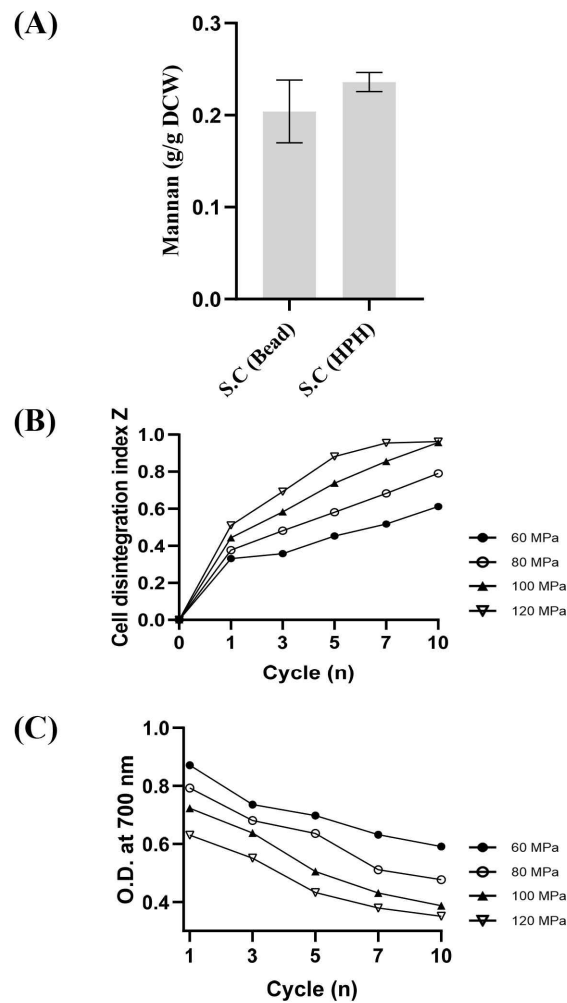 (A)
Mannan (g/g DCW)
0.3
0.2
0.1
0.0
S.C (Bead)
S.C (HPH)
(B)
Cell disintegration index Z
1.0
0.8
0.6
0.4
0.2
0.0
0 1 3 5 7 10
Cycle (n)
60 MPa
80 MPa
100 MPa
120 MPa
(C)
O.D. at 700 nm
1.0
0.8
0.6
0.4
1 3 5 7 10
Cycle (n)
60 MPa
80 MPa
100 MPa
120 MPa